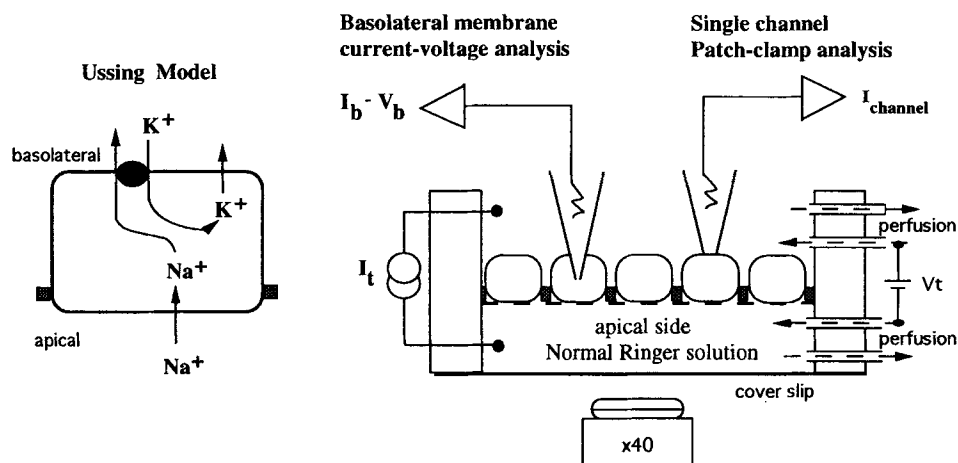 Ussing Model
K+
basolateral
K+
Na+
apical
Na+
Basolateral membrane
current-voltage analysis
Single channel
Patch-clamp analysis
Ib - Vb
Ichannel
perfusion
It
Vt
apical side
Normal Ringer solution
perfusion
cover slip
x40